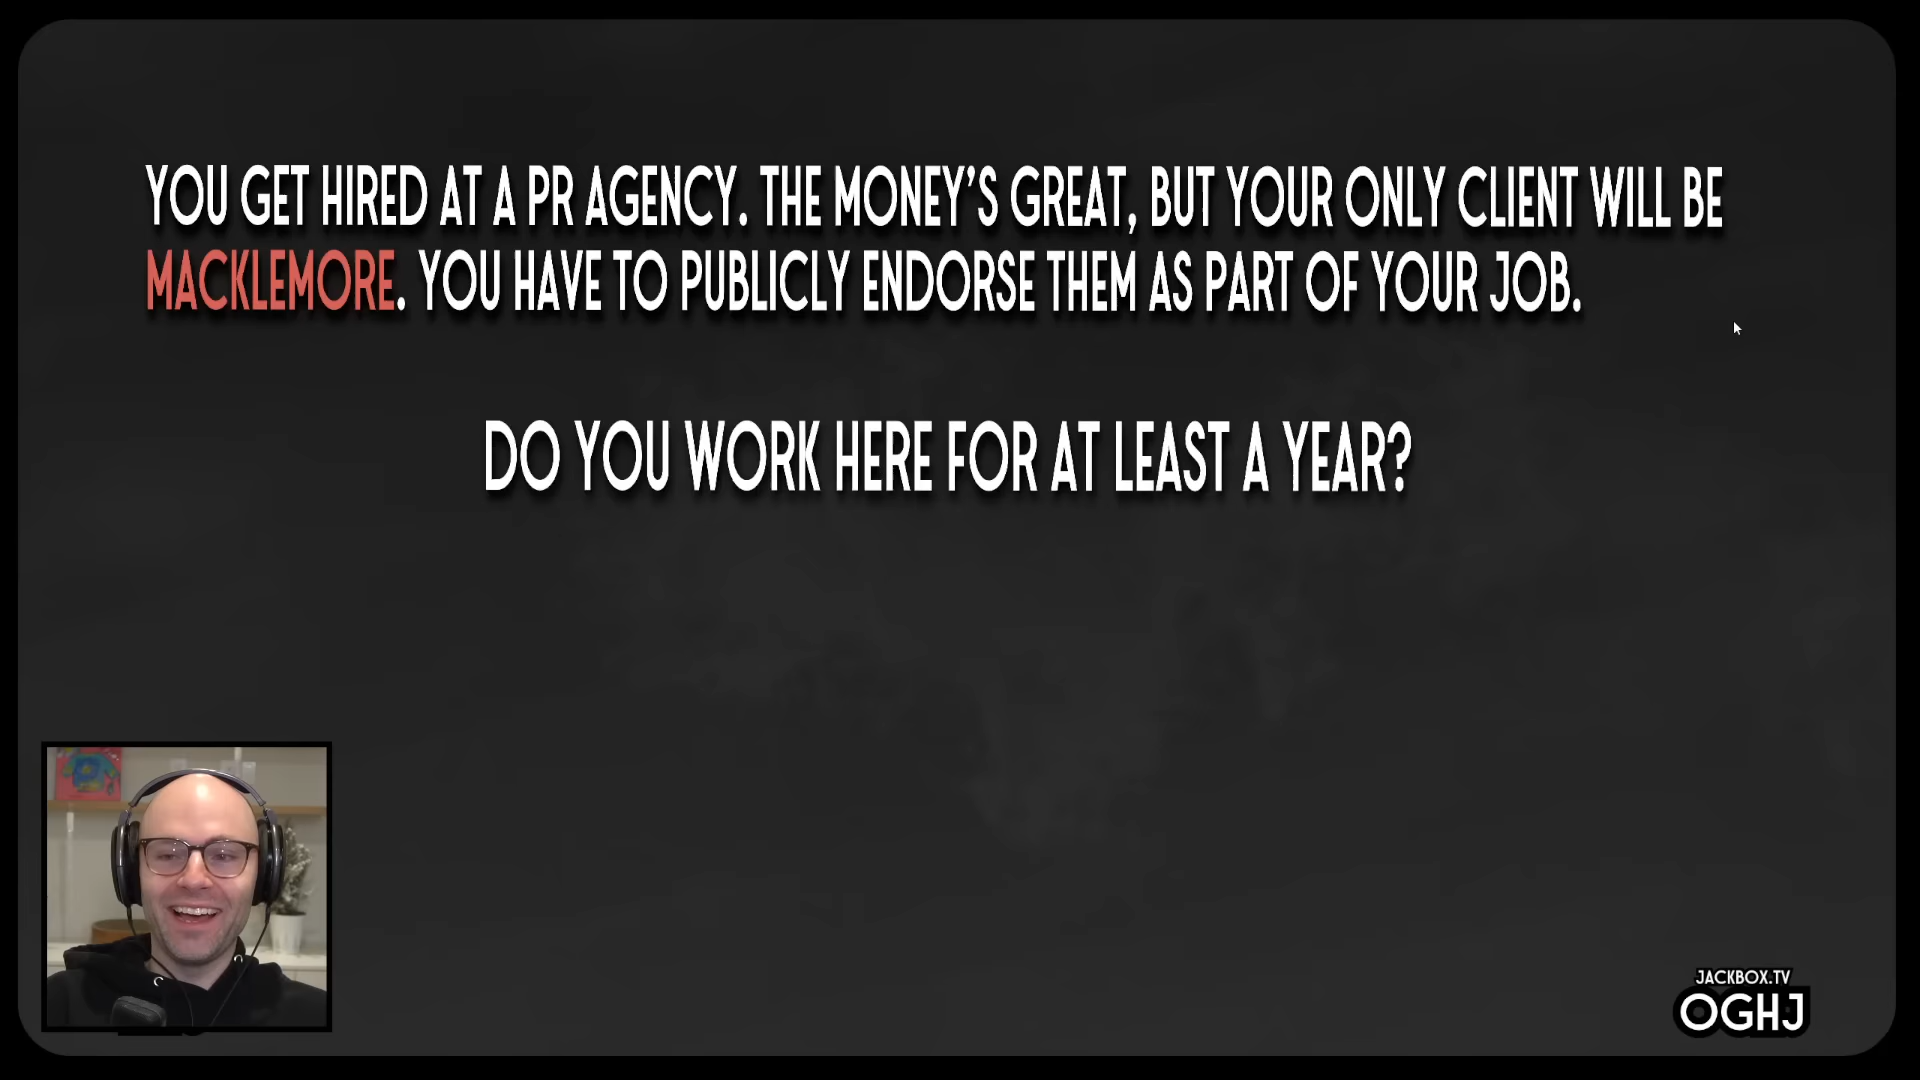 YOU GET HIRED AT A PR AGENCY. THE MONEY'S GREAT, BUT YOUR ONLY CLIENT WILL BE
MACKLEMORE. YOU HAVE TO PUBLICLY ENDORSE THEM AS PART OF YOUR JOB.
DO YOU WORK HERE FOR AT LEAST A YEAR?
JACKBOX.TV
OGHJ